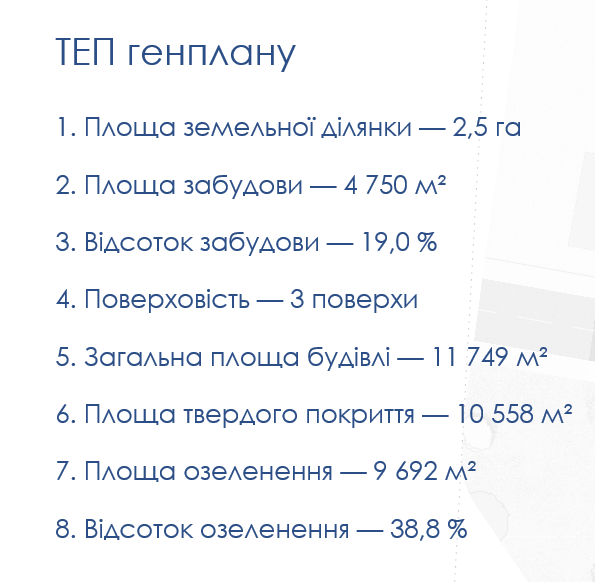 ТЕП генплану
1. Площа земельної ділянки — 2,5 га
2. Площа забудови — 4 750 м²
3. Відсоток забудови — 19,0 %
4. Поверховість — 3 поверхи
5. Загальна площа будівлі — 11 749 м²
6. Площа твердого покриття — 10 558 м²
7. Площа озеленення — 9 692 м²
8. Відсоток озеленення — 38,8 %